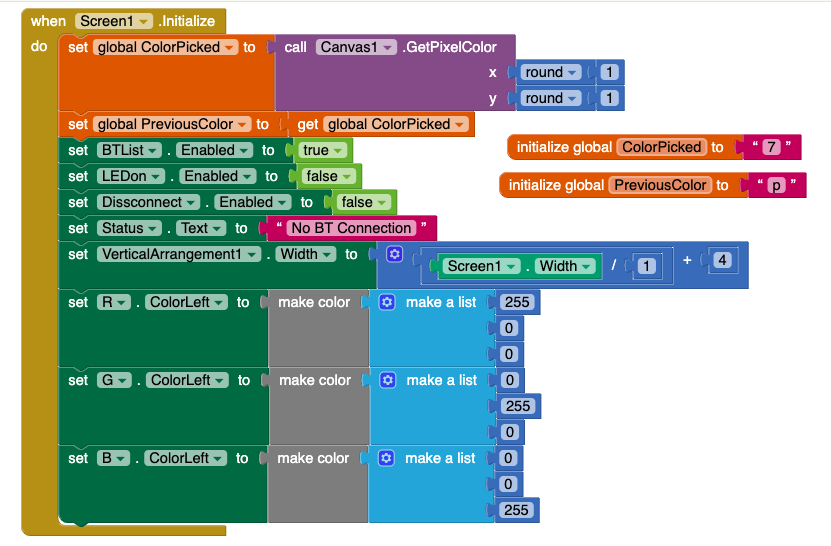 when Screen1 .Initialize
do set global ColorPicked to call Canvas1 .GetPixelColor
x round 1
y round 1
set global PreviousColor to get global ColorPicked
set BTList . Enabled to true
initialize global ColorPicked to " 7 "
set LEDon . Enabled to false
initialize global PreviousColor to " p "
set Dissconnect . Enabled to false
set Status . Text to " No BT Connection "
set VerticalArrangement1 . Width to Screen1 . Width / 1 + 4
set R . ColorLeft to make color make a list 255
0
0
set G . ColorLeft to make color make a list 0
255
0
set B . ColorLeft to make color make a list 0
0
255